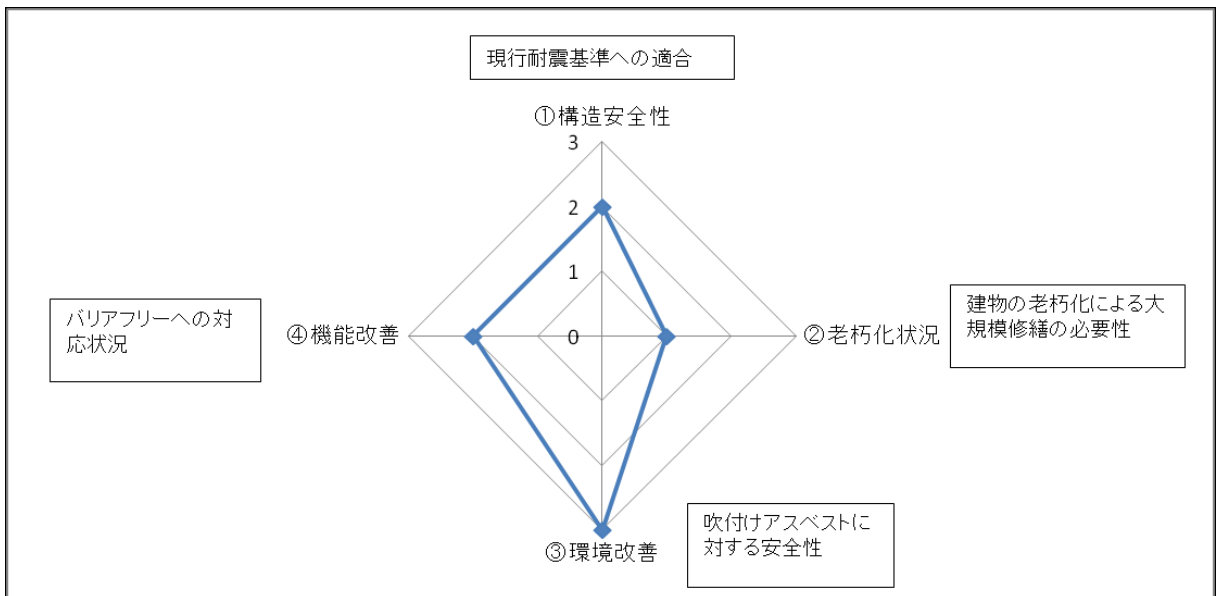 現行耐震基準への適合
①構造安全性
3
2
1
0
バリアフリーへの対
応状況
④機能改善
②老朽化状況
建物の老朽化による大
規模修繕の必要性
吹付けアスベストに
対する安全性
③環境改善